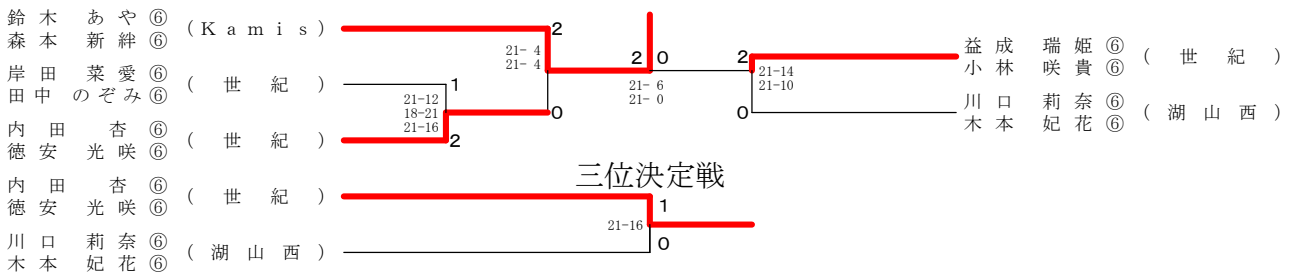 鈴木 あや⑥
森本 新絆⑥
(Kamis)
2
21- 4
21- 4
岸田 菜愛⑥
田中 のぞみ⑥
(世紀)
1
21-12
18-21
21-16
0
内田 杏⑥
徳安 光咲⑥
(世紀)
2
2 0
21- 6
21- 0
2
21-14
21-10
0
益成 瑞姫⑥
小林 咲貴⑥
(世紀)
川口 莉奈⑥
木本 妃花⑥
(湖山西)
三位決定戦
内田 杏⑥
徳安 光咲⑥
(世紀)
1
21-16
0
川口 莉奈⑥
木本 妃花⑥
(湖山西)